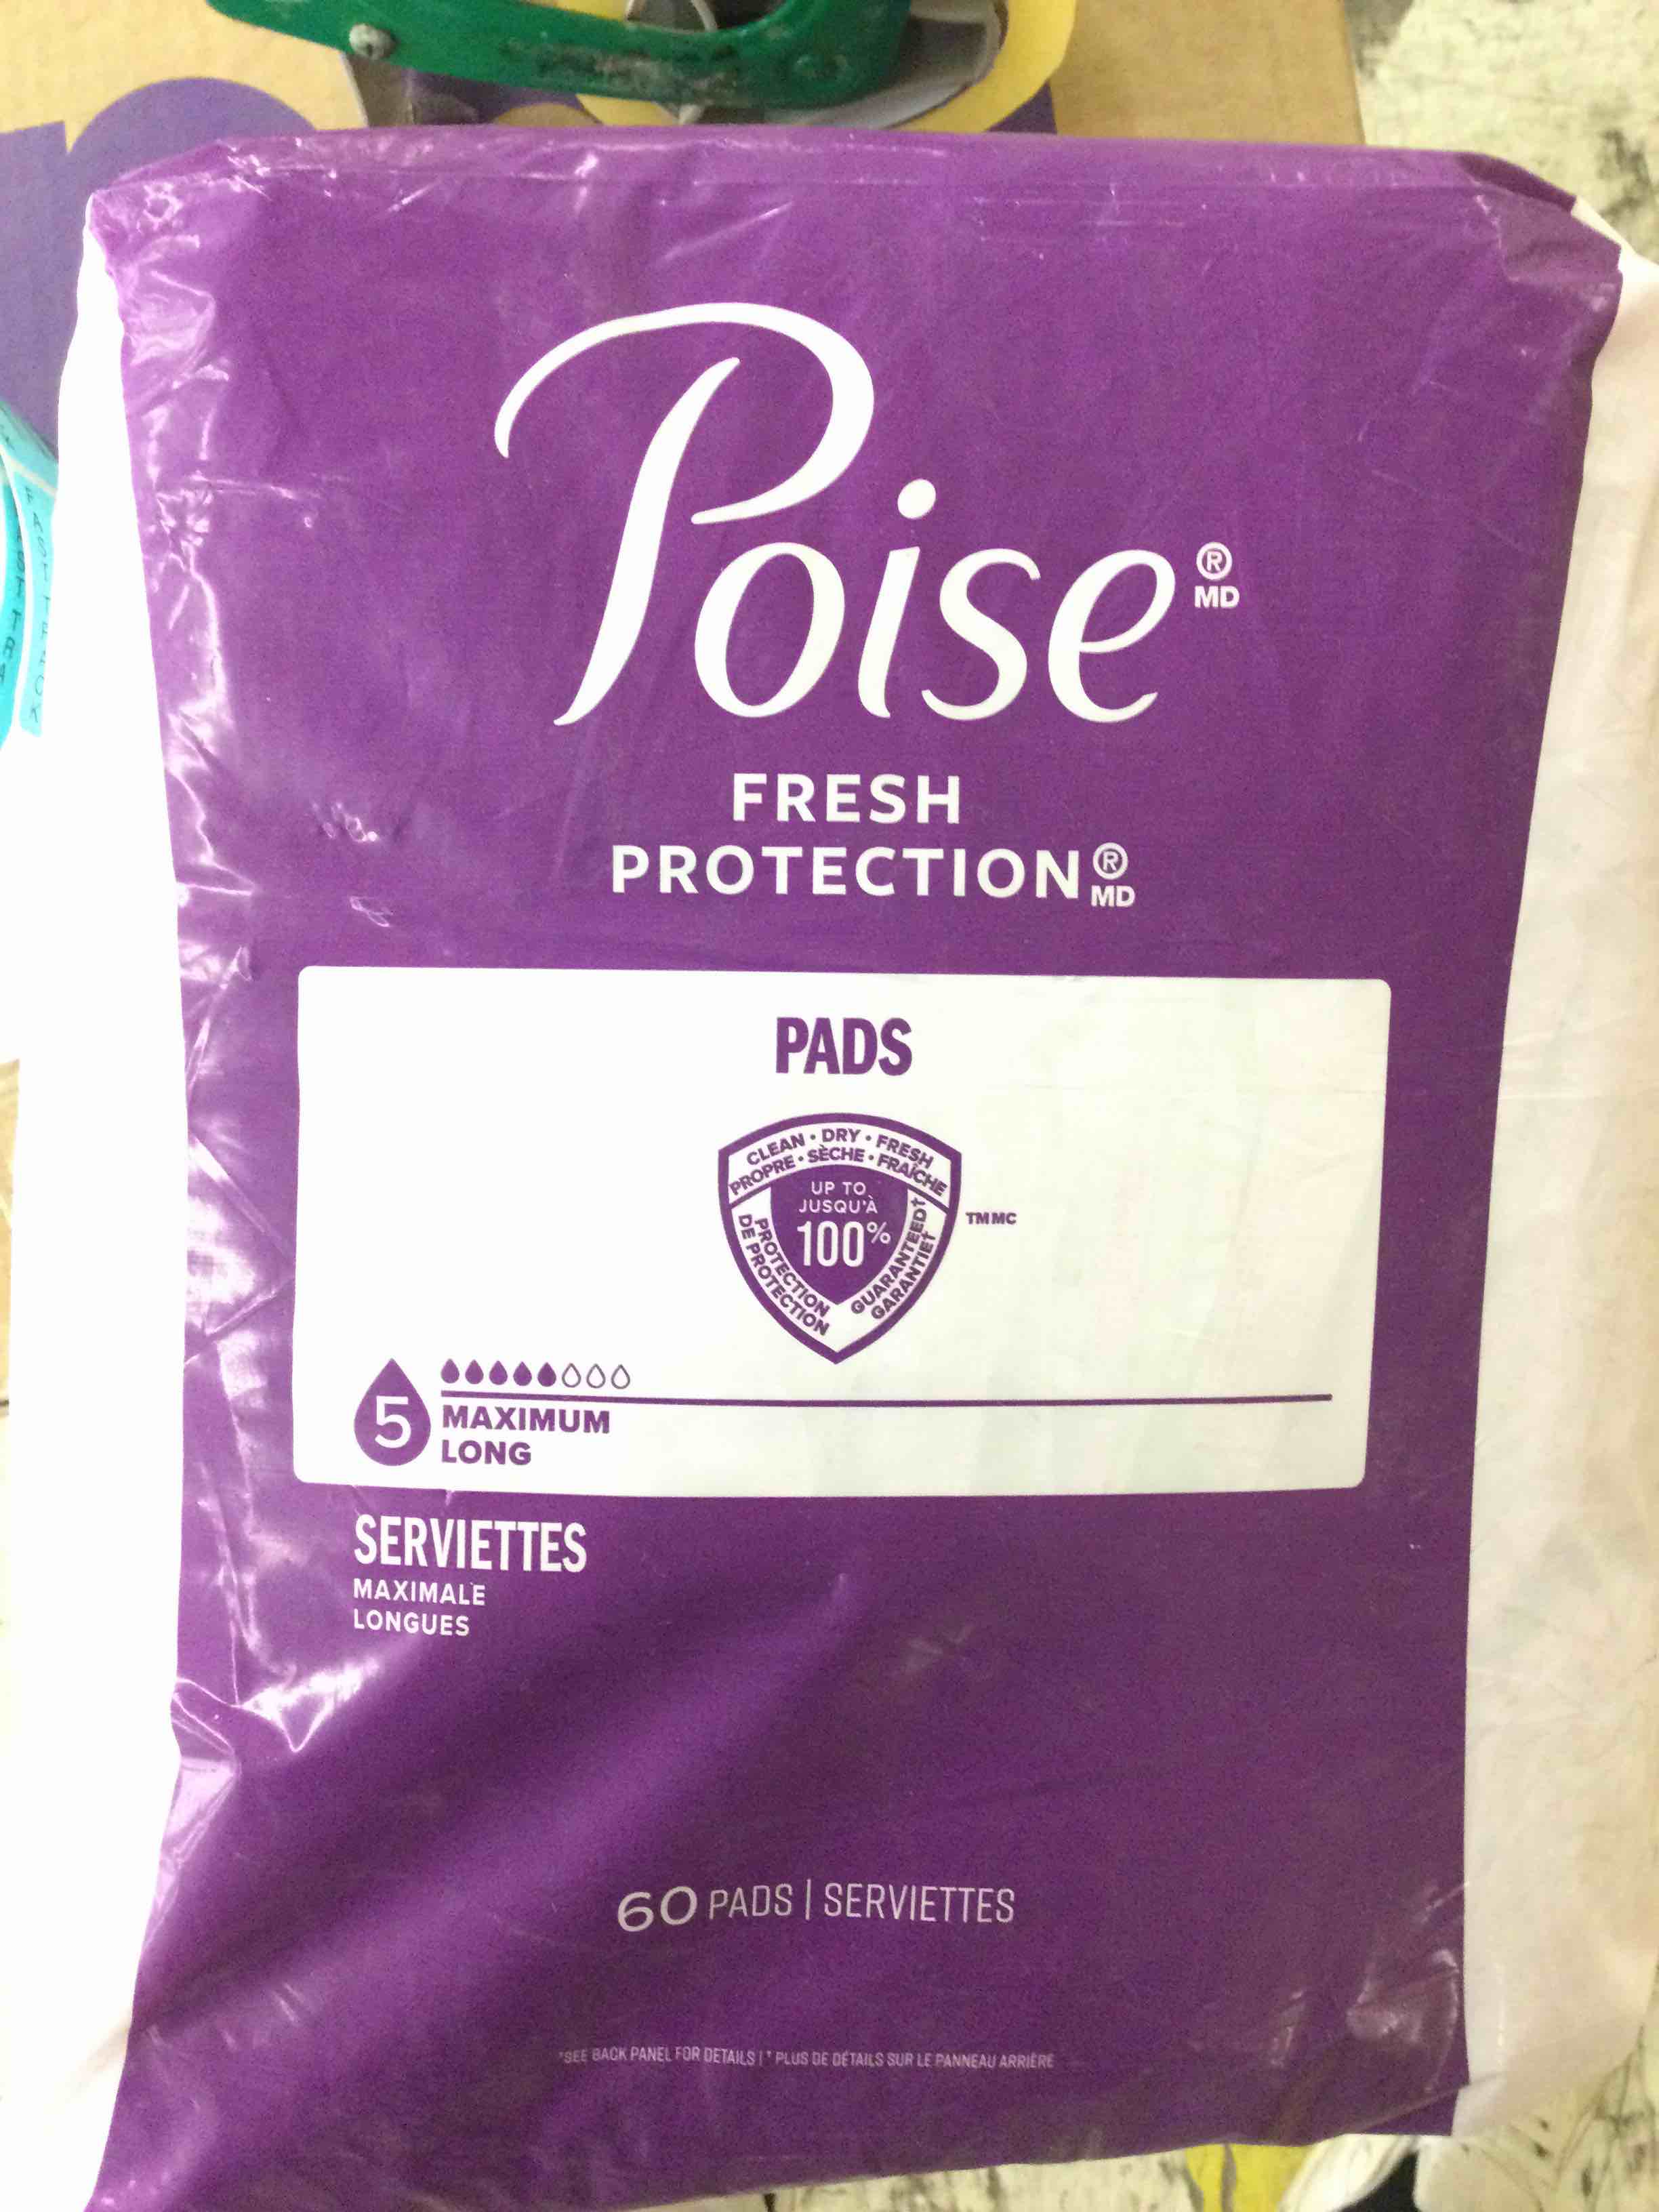 Poise®
MD
FRESH
PROTECTION®
MD
PADS
CLEAN • DRY • FRESH
PROPRE • SÈCHE • FRAÎCHE
UP TO
JUSQU'À
100%
PROTECTION
DE PROTECTION
GUARANTEED†
GARANTIE†
TMMC
5
MAXIMUM
LONG
SERVIETTES
MAXIMALE
LONGUES
60 PADS | SERVIETTES
*SEE BACK PANEL FOR DETAILS | * PLUS DE DÉTAILS SUR LE PANNEAU ARRIÈRE